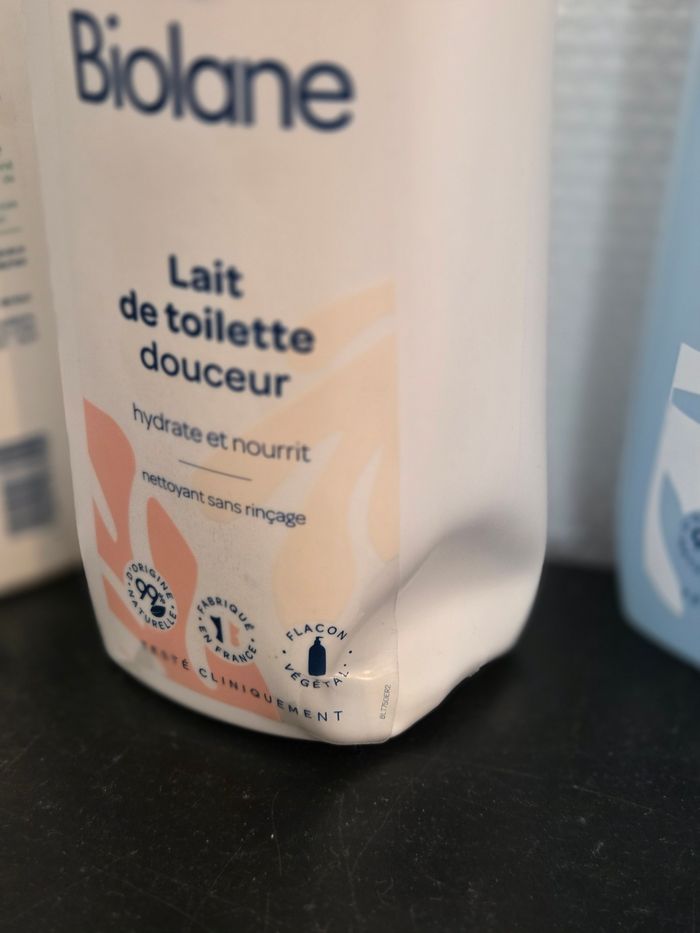 Biolane
Lait
de toilette
douceur
hydrate et nourrit
nettoyant sans rinçage
99%
D'ORIGINE
NATURELLE
FABRIQUÉ
EN FRANCE
FLACON
VÉGÉTAL
TESTÉ CLINIQUEMENT
BLT750ER2